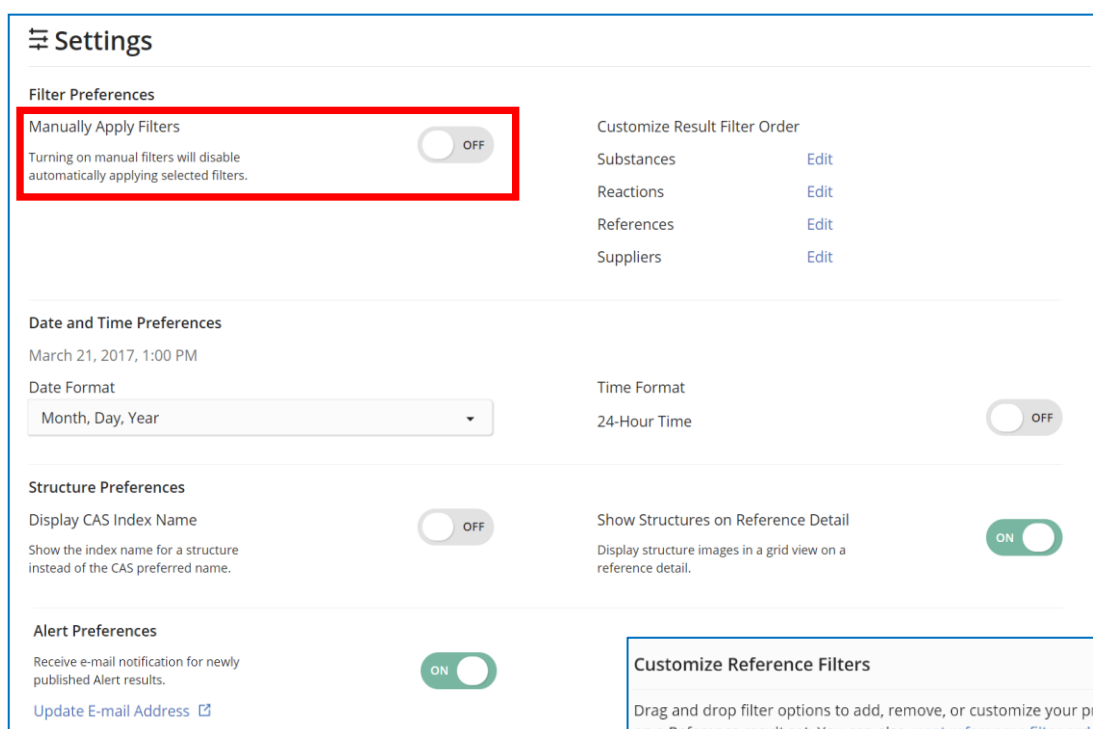 Settings
Filter Preferences
Manually Apply Filters
OFF
Turning on manual filters will disable
automatically applying selected filters.
Customize Result Filter Order
Substances Edit
Reactions Edit
References Edit
Suppliers Edit
Date and Time Preferences
March 21, 2017, 1:00 PM
Date Format
Month, Day, Year
Time Format
24-Hour Time OFF
Structure Preferences
Display CAS Index Name OFF
Show the index name for a structure
instead of the CAS preferred name.
Show Structures on Reference Detail
ON
Display structure images in a grid view on a
reference detail.
Alert Preferences
Receive e-mail notification for newly
published Alert results.
ON
Update E-mail Address
Customize Reference Filters
Drag and drop filter options to add, remove, or customize your